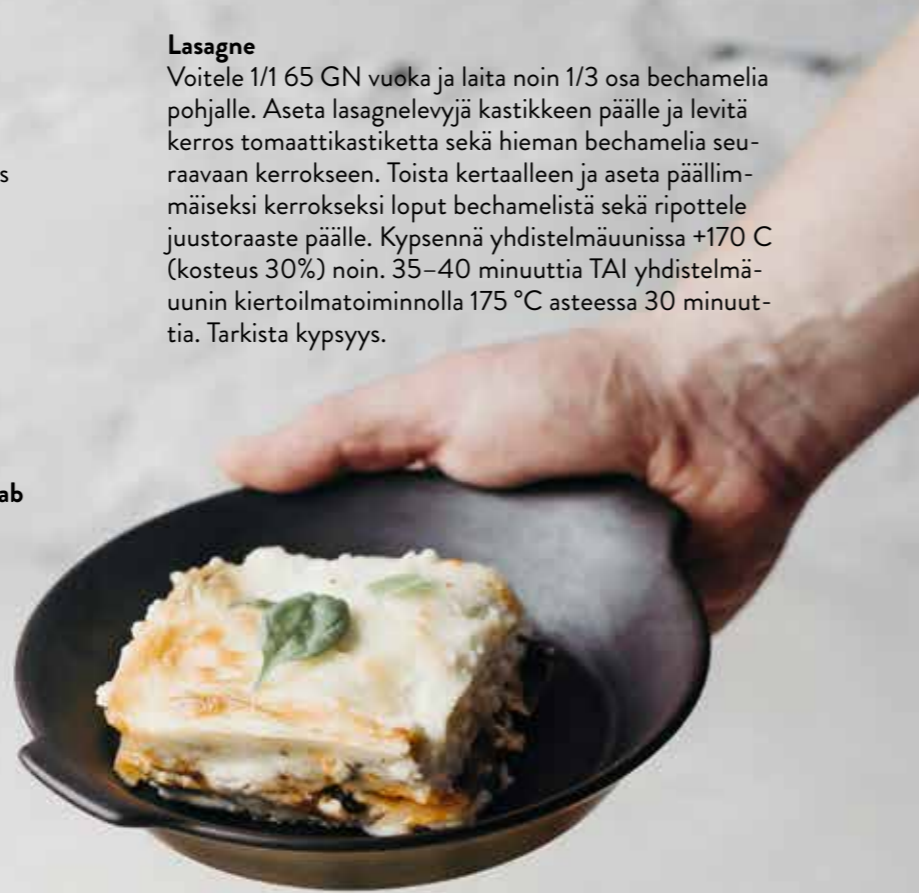 Lasagne
Voitele 1/1 65 GN vuoka ja laita noin 1/3 osa bechamelia
pohjalle. Aseta lasagnelevyjä kastikkeen päälle ja levitä
kerros tomaattikastiketta sekä hieman bechamelia seu-
raavaan kerrokseen. Toista kertaalleen ja aseta päällim-
s
mäiseksi kerrokseksi loput bechamelistä sekä ripottele
juustoraaste päälle. Kypsennä yhdistelmäuunissa +170 C
(kosteus 30%) noin. 35–40 minuuttia TAI yhdistelmä-
uunin kiertoilmatoiminnolla 175 °C asteessa 30 minuut-
tia. Tarkista kypsyys.
ab